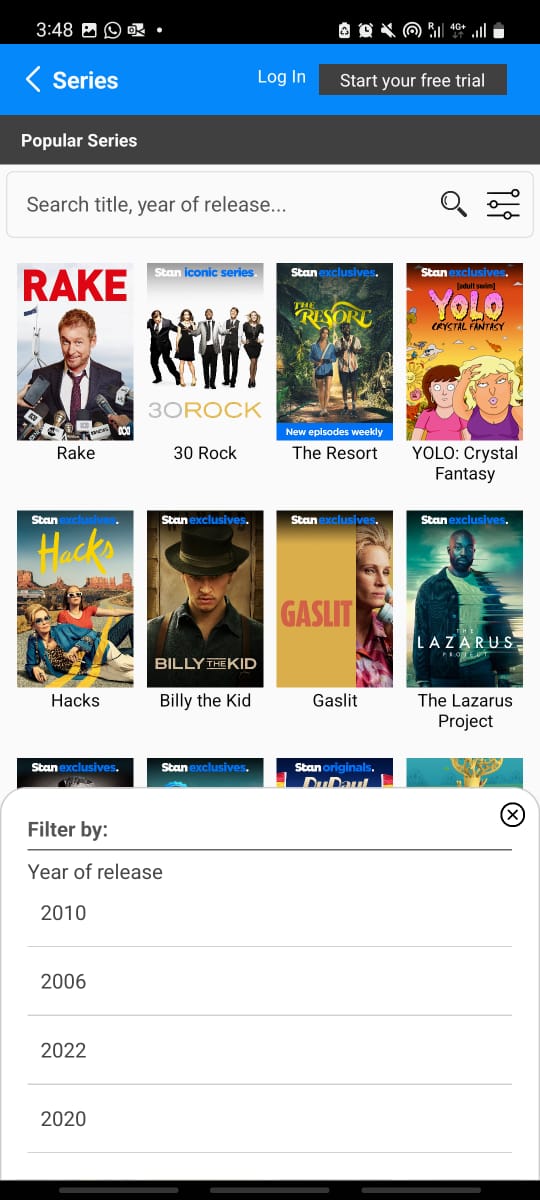 3:48
R
4G+
Series
Log In
Start your free trial
Popular Series
Search title, year of release...
RAKE
ABC
Rake
Stan iconic series.
30ROCK
30 Rock
Stan exclusives.
THE RESORT
New episodes weekly
The Resort
Stan exclusives.
[adult swim]
YOLO
CRYSTAL FANTASY
YOLO: Crystal
Fantasy
Stan exclusives.
Hacks
Hacks
Stan exclusives.
BILLY THE KID
Billy the Kid
Stan exclusives.
GASLIT
Gaslit
Stan exclusives.
THE
LAZARUS
PROJECT
The Lazarus
Project
Stan exclusives.
Stan exclusives.
Stan originals.
RuPaul
Filter by:
Year of release
2010
2006
2022
2020